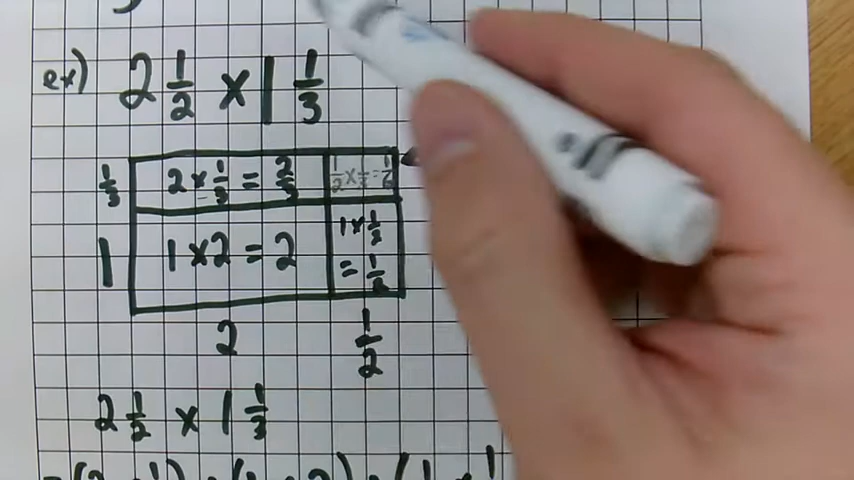 ex) 2 1/2 x 1 1/3
1/3 2 x 1/3 = 2/3 1/2 x 1/3 = 1/6
1 1 x 2 = 2 1 x 1/2 = 1/2
2 1/2
2 1/2 x 1 1/3